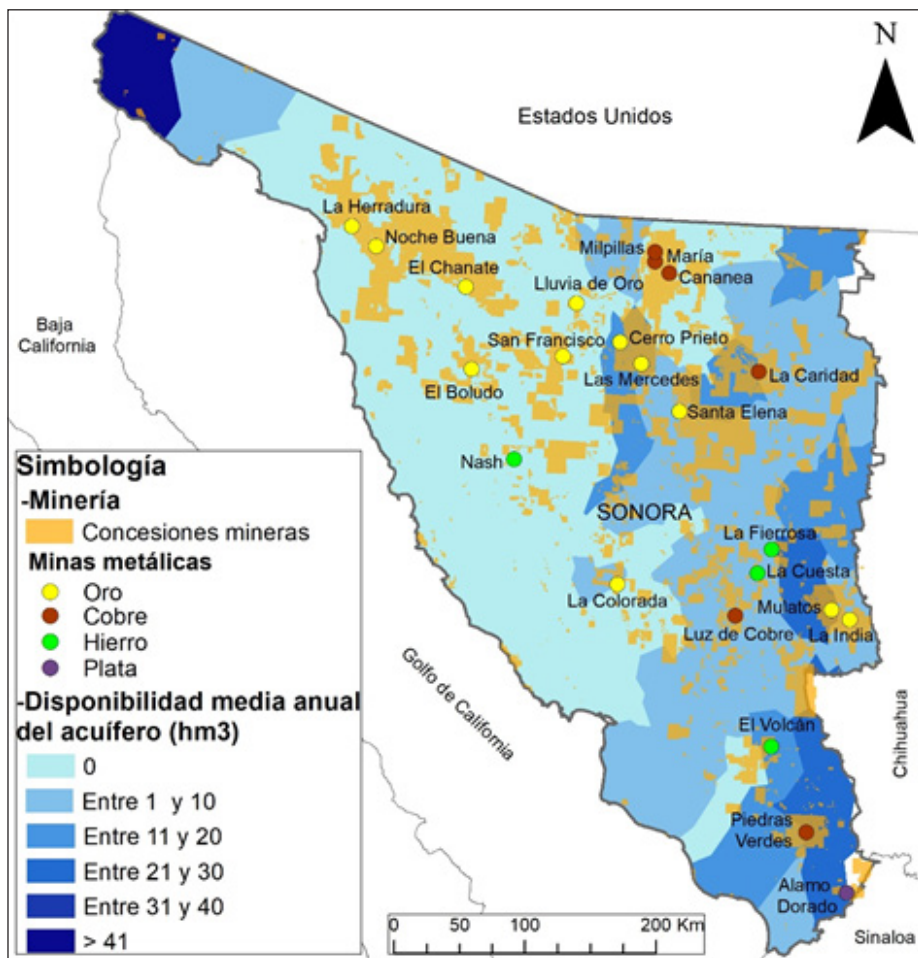 N
Estados Unidos
La Herradura
Noche Buena
El Chanate
Milpillas
María
Cananea
Lluvia de Oro
Baja
California
San Francisco
Cerro Prieto
Las Mercedes
La Caridad
El Boludo
Santa Elena
Nash
SONORA
La Fierrosa
La Cuesta
La Colorada
Mulatos
Luz de Cobre
La India
Golfo de California
Chihuahua
El Volcán
Piedras
Verdes
Alamo
Dorado
Sinaloa
Simbología
-Minería
Concesiones mineras
Minas metálicas
Oro
Cobre
Hierro
Plata
-Disponibilidad media anual
del acuífero (hm3)
0
Entre 1 y 10
Entre 11 y 20
Entre 21 y 30
Entre 31 y 40
> 41
0 50 100 200 Km